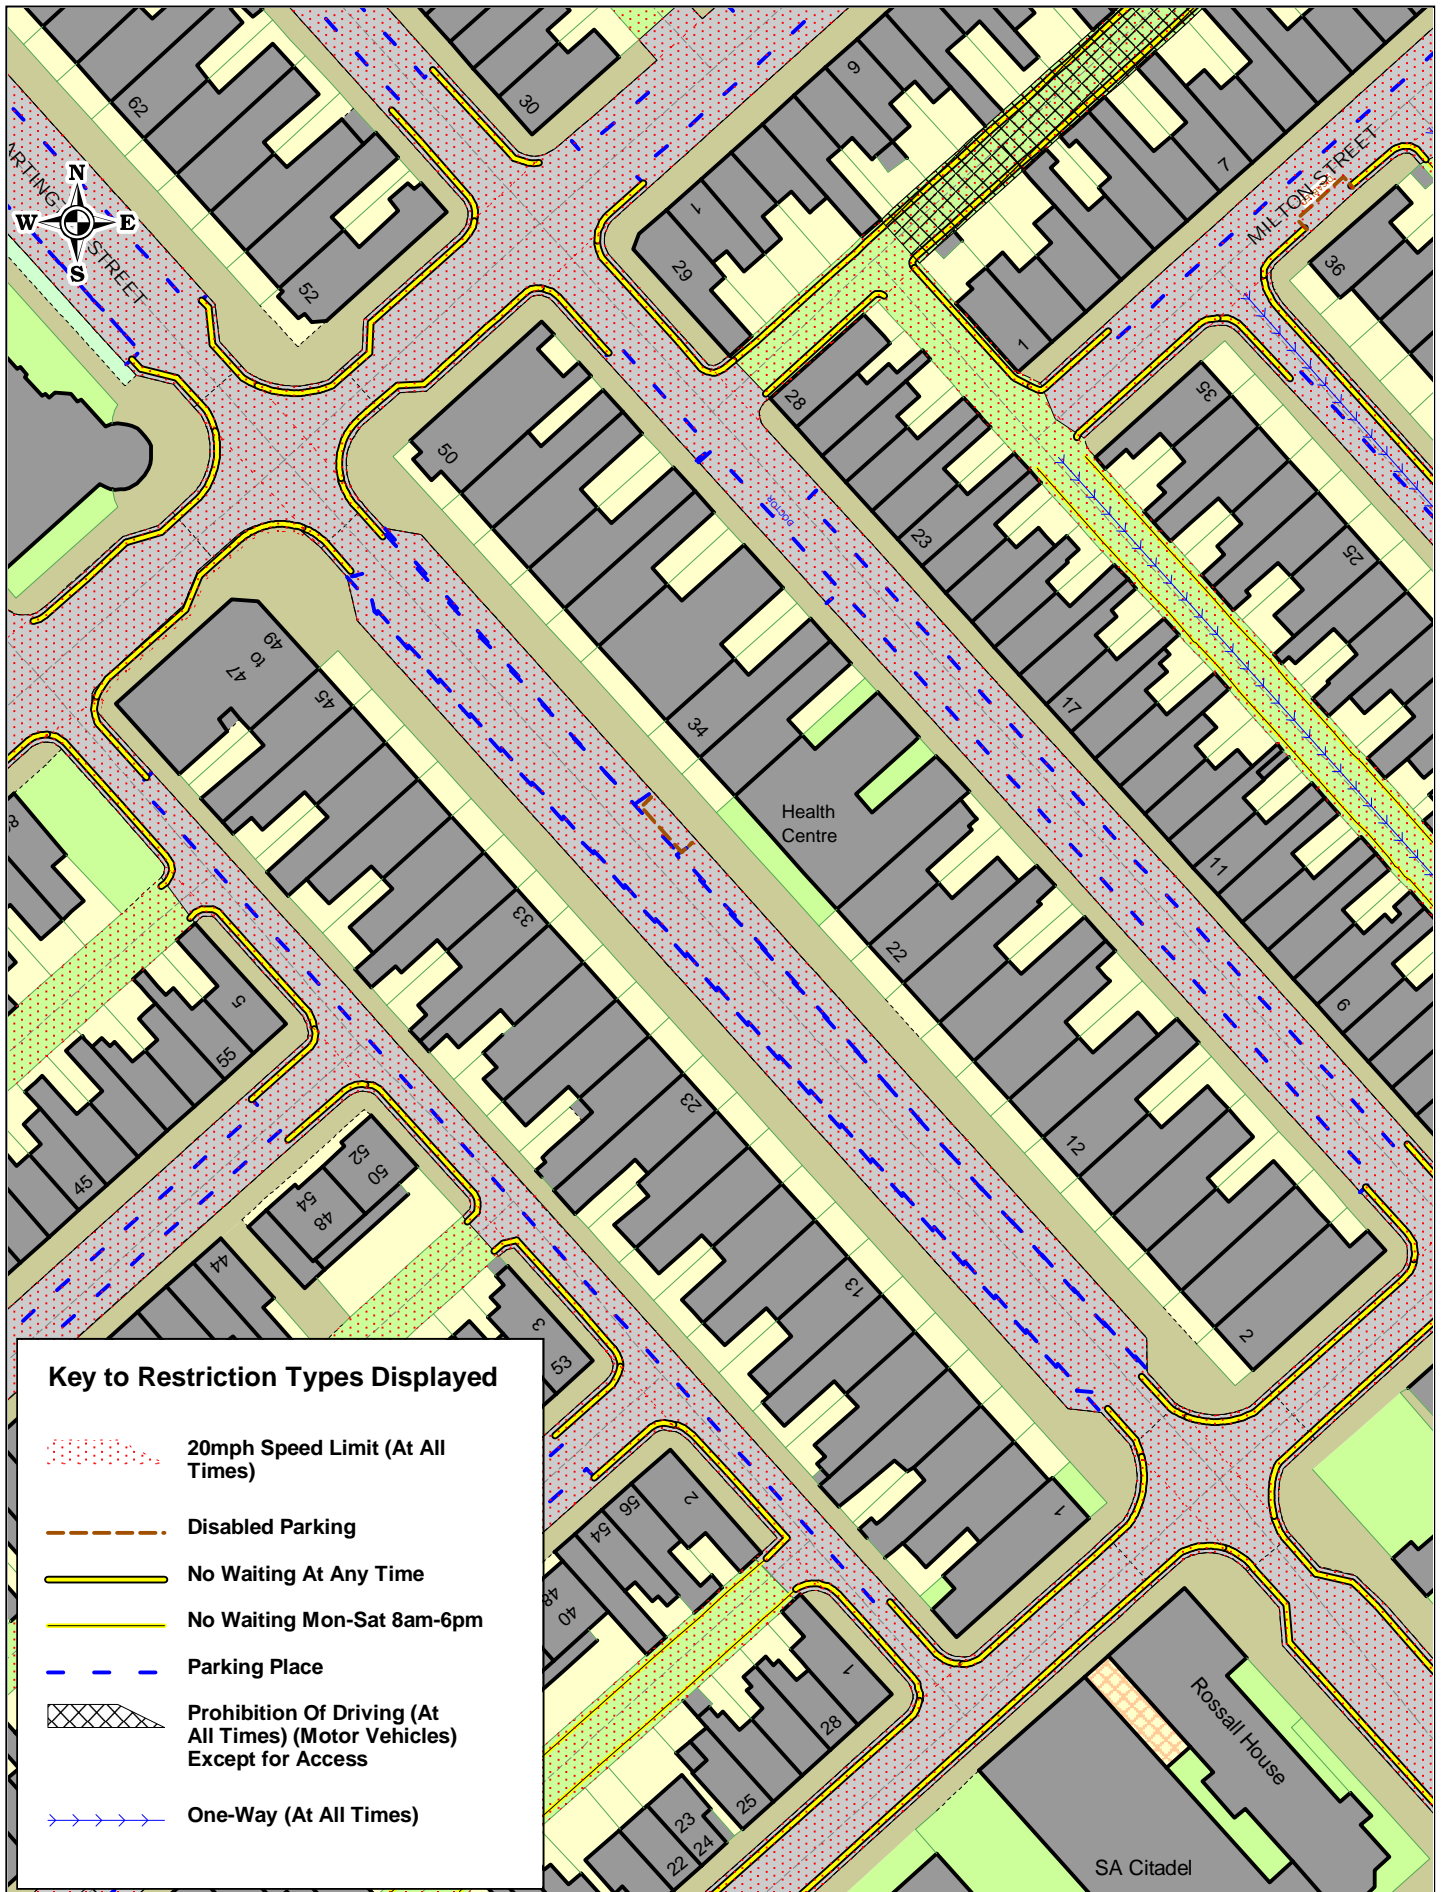 62
30
9
1
29
7
MILTON STREET
36
N
W
E
S
STREET
52
1
28
35
50
DOCTOR
23
25
49
to
47
45
17
34
Health
Centre
11
33
22
6
5
55
23
12
45
52
50
54
48
44
3
53
13
2
1
2
56
54
48
40
1
28
25
23
24
22
Rossall House
SA Citadel
Key to Restriction Types Displayed
20mph Speed Limit (At All
Times)
Disabled Parking
No Waiting At Any Time
No Waiting Mon-Sat 8am-6pm
Parking Place
Prohibition Of Driving (At
All Times) (Motor Vehicles)
Except for Access
One-Way (At All Times)